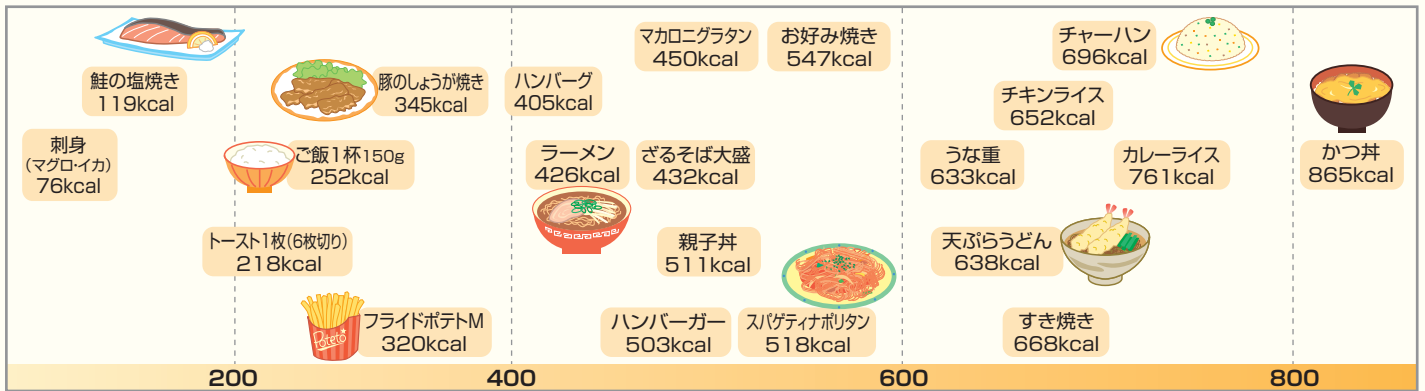 鮭の塩焼き
119kcal
刺身
(マグロ・イカ)
76kcal
豚のしょうが焼き
345kcal
ご飯1杯150g
252kcal
トースト1枚(6枚切り)
218kcal
Poteto
フライドポテトM
320kcal
ハンバーグ
405kcal
マカロニグラタン
450kcal
お好み焼き
547kcal
ラーメン
426kcal
ざるそば大盛
432kcal
親子丼
511kcal
ハンバーガー
503kcal
スパゲティナポリタン
518kcal
チャーハン
696kcal
チキンライス
652kcal
うな重
633kcal
カレーライス
761kcal
天ぷらうどん
638kcal
すき焼き
668kcal
かつ丼
865kcal
200
400
600
800